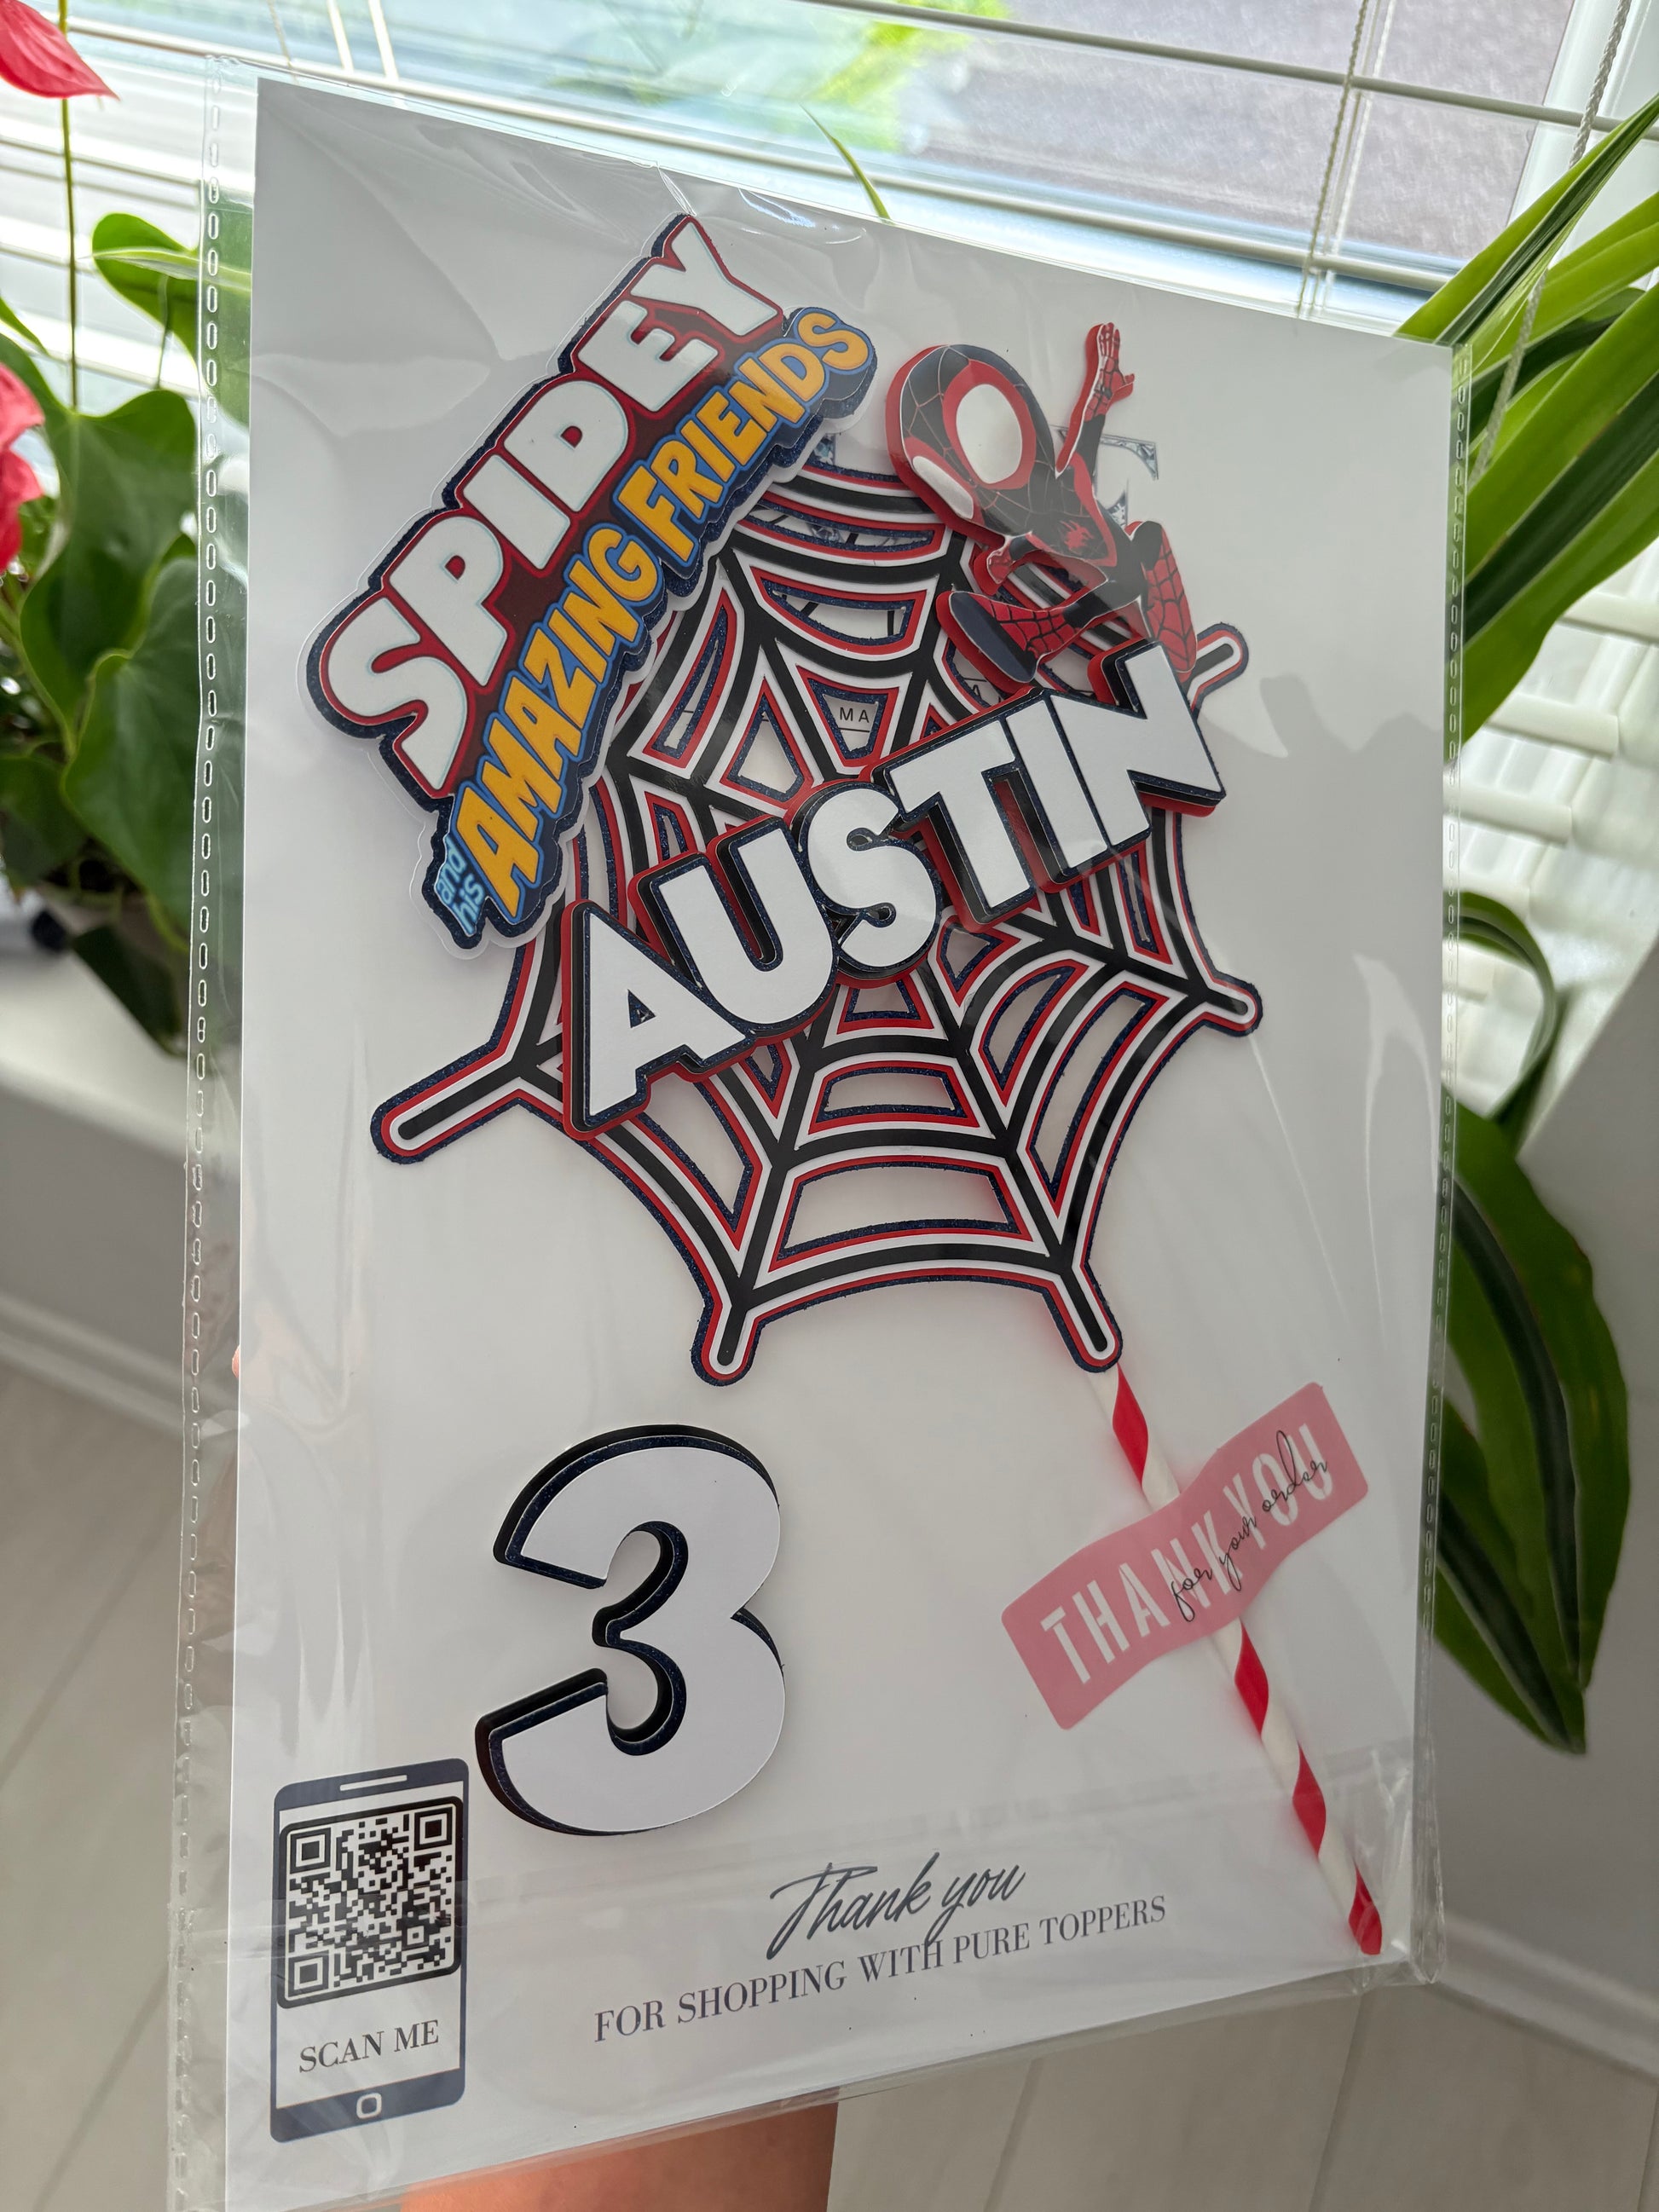 SPIDEY
AND HIS
AMAZING FRIENDS
MA
AUSTIN
3
THANK YOU
for your order
SCAN ME
Thank you
FOR SHOPPING WITH PURE TOPPERS